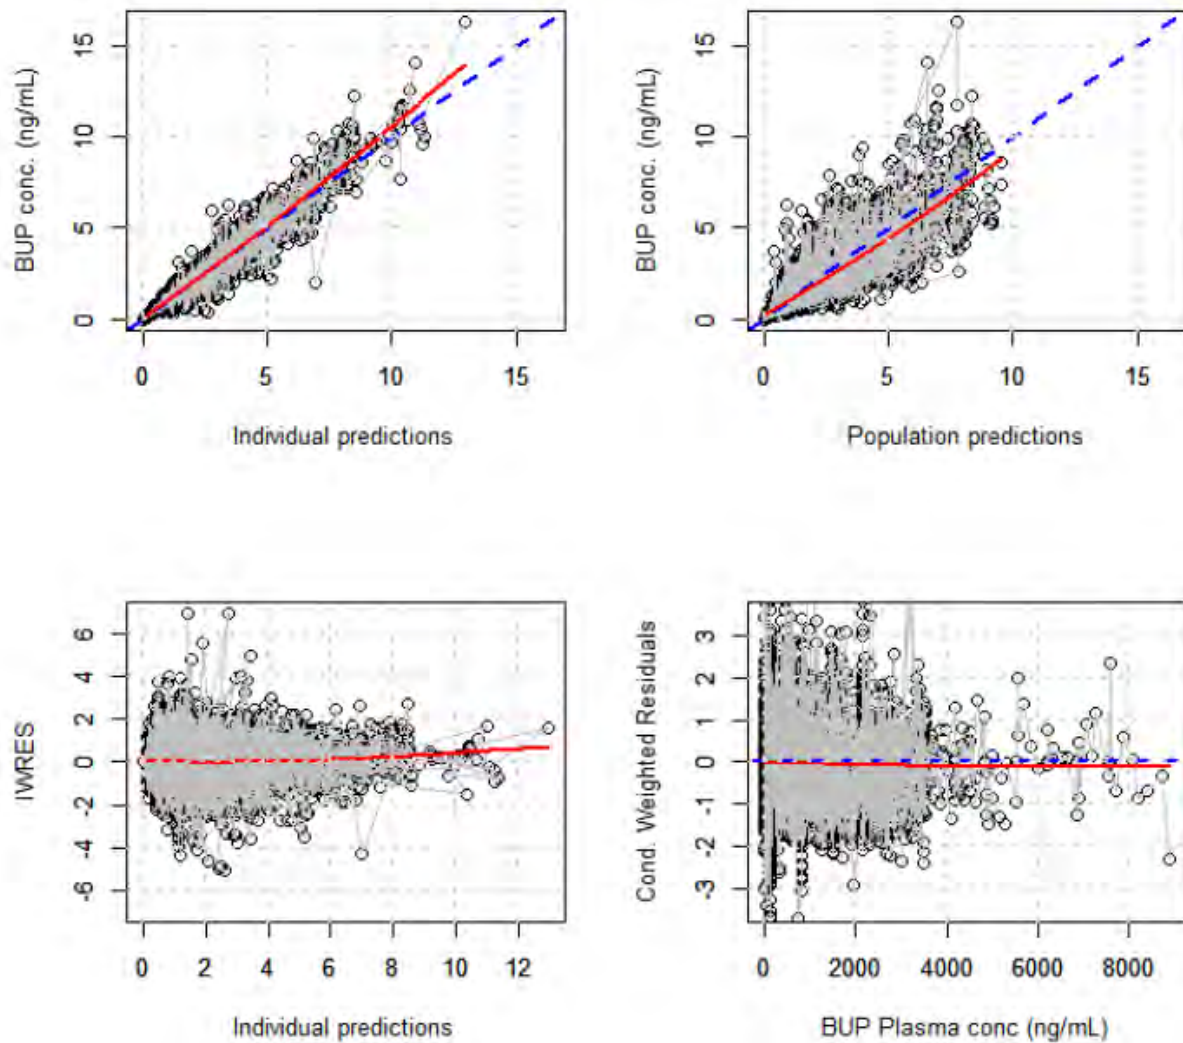 BUP conc. (ng/mL)
15
10
5
0
0 5 10 15
Individual predictions
BUP conc. (ng/mL)
15
10
5
0
0 5 10 15
Population predictions
IWRES
6
4
2
0
-2
-4
-6
0 2 4 6 8 10 12
Individual predictions
Cond. Weighted Residuals
3
2
1
0
-1
-2
-3
0 2000 4000 6000 8000
BUP Plasma conc (ng/mL)